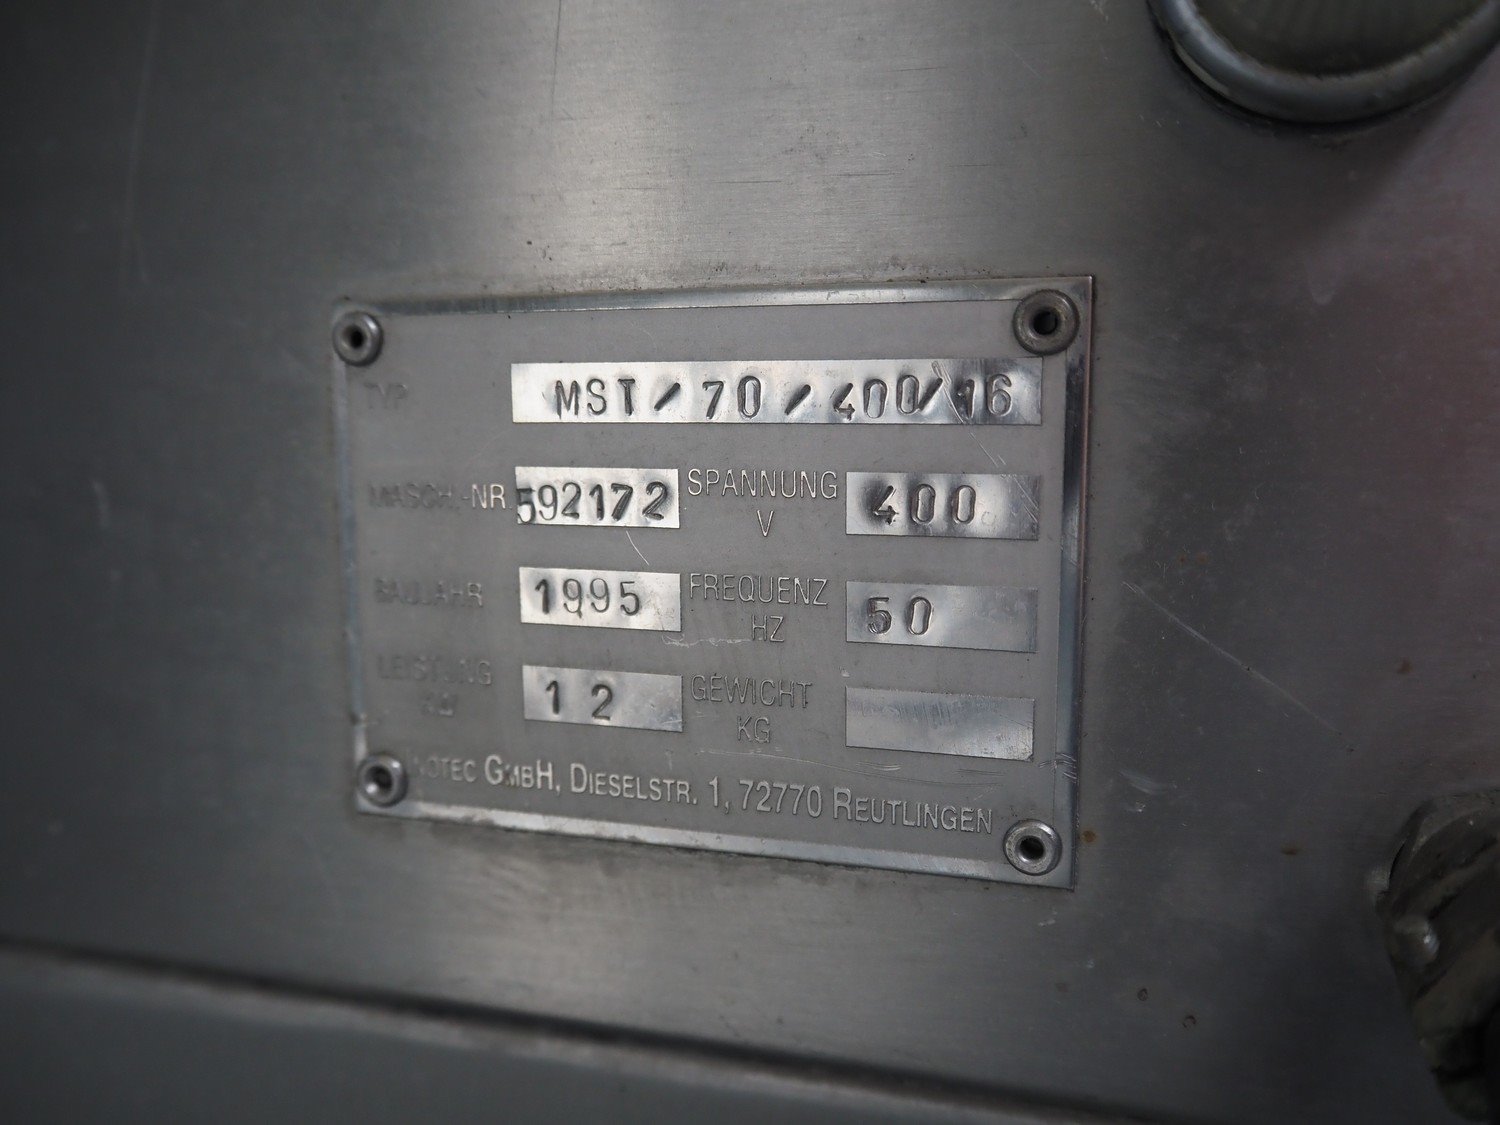 TYP MST/70/400/16
MASCH.-NR 592172 SPANNUNG V 400
BAUJAHR 1995 FREQUENZ HZ 50
LEISTUNG KW 12 GEWICHT KG
GMBH, DIESELSTR. 1, 72770 REUTLINGEN